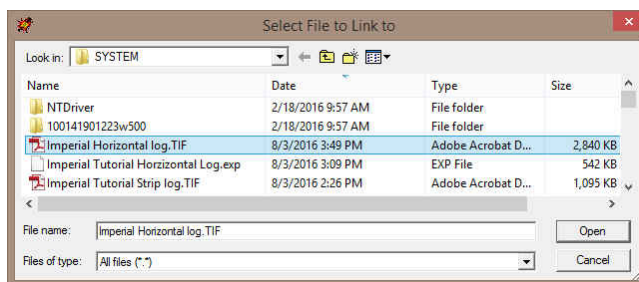 Select File to Link to
Look in: SYSTEM
Name Date Type Size
NTDriver 2/18/2016 9:57 AM File folder
100141901223w500 2/18/2016 9:57 AM File folder
Imperial Horizontal log.TIF 8/3/2016 3:49 PM Adobe Acrobat D... 2,840 KB
Imperial Tutorial Horzizontal Log.exp 8/3/2016 3:09 PM EXP File 542 KB
Imperial Tutorial Strip log.TIF 8/3/2016 2:26 PM Adobe Acrobat D... 1,095 KB
File name: Imperial Horizontal log.TIF Open
Files of type: All files (*.*) Cancel